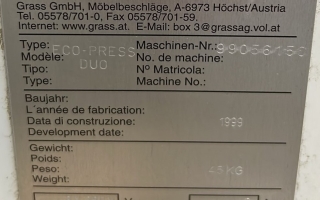 Grass GmbH, Möbelbeschläge, A-6973 Höchst/Austria
Tel. 05578/701-0, Fax 05578/701-59.
Internet: www.grass.at, E-Mail: box 3@grassag.vol.at
Type: ECO-PRESS Maschinen-Nr.
Modèle: DUO No. de machine:
Tipo: N° Matricola:
Type: Machine No.:
Baujahr:
L'année de fabrication:
Data di construzione: 1999
Development date:
Gewicht:
Poids:
Peso: 45 KG
Weight: